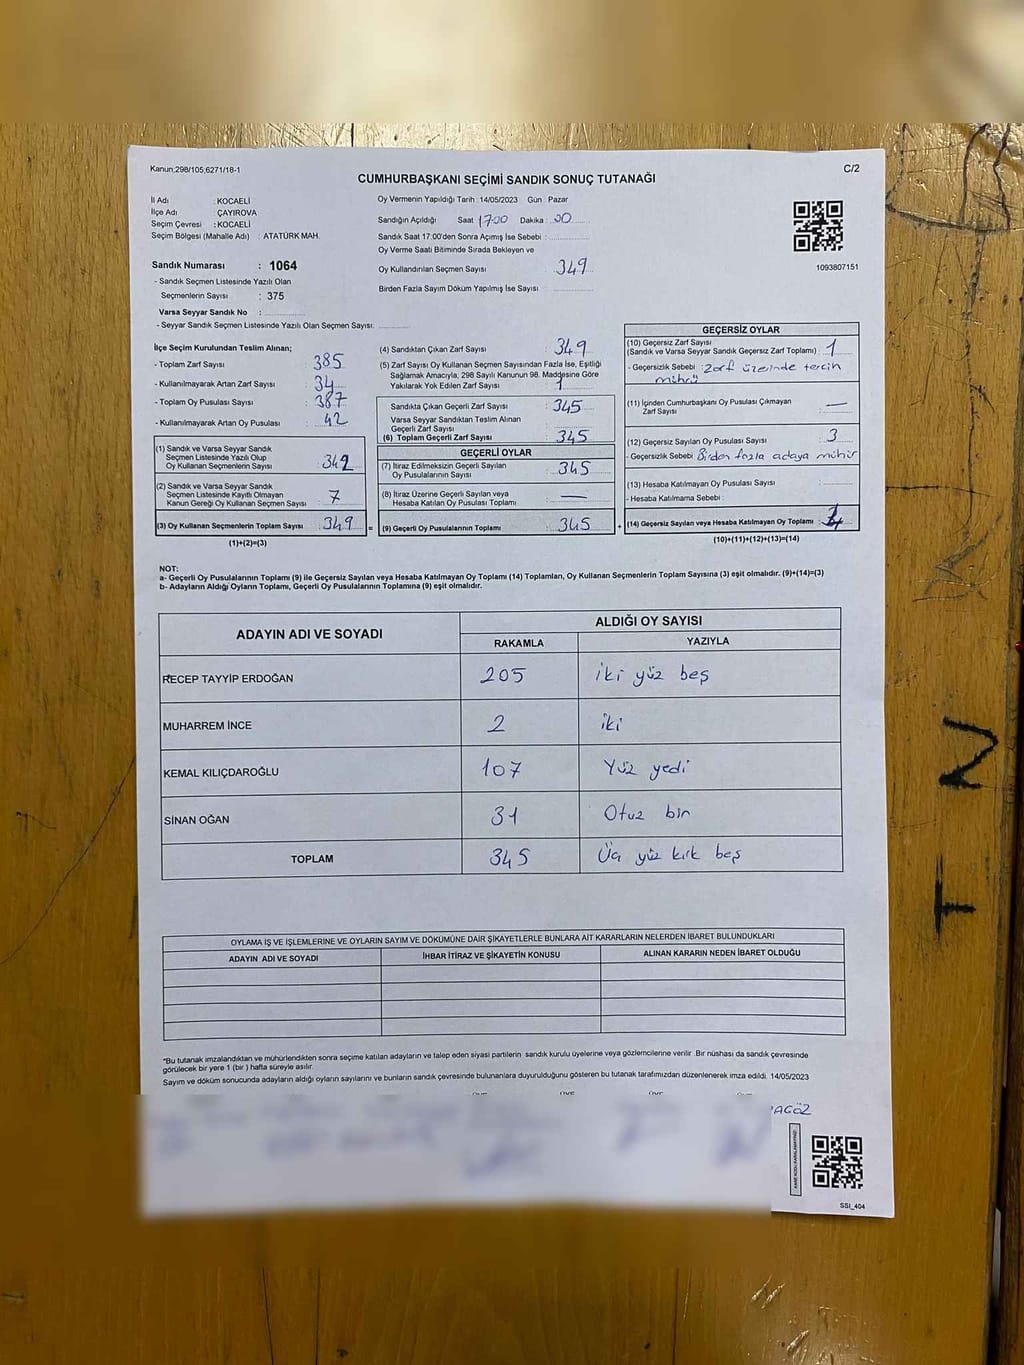 Kanun;298/105;6271/18-1
C/2
CUMHURBAŞKANI SEÇİMİ SANDIK SONUÇ TUTANAĞI
İl Adı : KOCAELİ
İlçe Adı : ÇAYIROVA
Seçim Çevresi : KOCAELİ
Seçim Bölgesi (Mahalle Adı) : ATATÜRK MAH.
Sandık Numarası : 1064
- Sandık Seçmen Listesinde Yazılı Olan
Seçmenlerin Sayısı : 375
Varsa Seyyar Sandık No :
- Seyyar Sandık Seçmen Listesinde Yazılı Olan Seçmen Sayısı:
Oy Vermenin Yapıldığı Tarih : 14/05/2023 Gün : Pazar
Sandığın Açıldığı Saat 17:00 Dakika : 00
Sandık Saat 17:00'den Sonra Açımış İse Sebebi :
Oy Verme Saati Bitiminde Sırada Bekleyen ve
Oy Kullandırılan Seçmen Sayısı 349
Birden Fazla Sayım Döküm Yapılmış İse Sayısı :
1093807151
İlçe Seçim Kurulundan Teslim Alınan;
- Toplam Zarf Sayısı : 385
- Kullanılmayarak Artan Zarf Sayısı : 34
- Toplam Oy Pusulası Sayısı : 387
- Kullanılmayarak Artan Oy Pusulası : 42
(1) Sandık ve Varsa Seyyar Sandık
Seçmen Listesinde Yazılı Olup
Oy Kullanan Seçmenlerin Sayısı : 342
(2) Sandık ve Varsa Seyyar Sandık
Seçmen Listesinde Kayıtlı Olmayan
Kanun Gereği Oy Kullanan Seçmen Sayısı : 7
(3) Oy Kullanan Seçmenlerin Toplam Sayısı : 349 =
(1)+(2)=(3)
(4) Sandıktan Çıkan Zarf Sayısı : 349
(5) Zarf Sayısı Oy Kullanan Seçmen Sayısından Fazla İse, Eşitliği
Sağlamak Amacıyla, 298 Sayılı Kanunun 98. Maddesine Göre
Yakılarak Yok Edilen Zarf Sayısı : 1
Sandıkta Çıkan Geçerli Zarf Sayısı : 345
Varsa Seyyar Sandıktan Teslim Alınan
Geçerli Zarf Sayısı :
(6) Toplam Geçerli Zarf Sayısı : 345
GEÇERLİ OYLAR
(7) İtiraz Edilmeksizin Geçerli Sayılan
Oy Pusulalarının Sayısı : 345
(8) İtiraz Üzerine Geçerli Sayılan veya
Hesaba Katılan Oy Pusulası Toplamı : —
(9) Geçerli Oy Pusulalarının Toplamı : 345 +
GEÇERSİZ OYLAR
(10) Geçersiz Zarf Sayısı
(Sandık ve Varsa Seyyar Sandık Geçersiz Zarf Toplamı) : 1
- Geçersizlik Sebebi : Zarf üzerinde tercih
mührü
(11) İçinden Cumhurbaşkanı Oy Pusulası Çıkmayan
Zarf Sayısı : —
(12) Geçersiz Sayılan Oy Pusulası Sayısı : 3
- Geçersizlik Sebebi : Birden fazla adaya mühür
(13) Hesaba Katılmayan Oy Pusulası Sayısı :
- Hesaba Katılmama Sebebi :
(14) Geçersiz Sayılan veya Hesaba Katılmayan Oy Toplamı :
(10)+(11)+(12)+(13)=(14)
NOT:
a- Geçerli Oy Pusulalarının Toplamı (9) ile Geçersiz Sayılan veya Hesaba Katılmayan Oy Toplamı (14) Toplamları, Oy Kullanan Seçmenlerin Toplam Sayısına (3) eşit olmalıdır. (9)+(14)=(3)
b- Adayların Aldığı Oyların Toplamı, Geçerli Oy Pusulalarının Toplamına (9) eşit olmalıdır.
ADAYIN ADI VE SOYADI
ALDIĞI OY SAYISI
RAKAMLA YAZIYLA
RECEP TAYYİP ERDOĞAN 205 iki yüz beş
MUHARREM İNCE 2 iki
KEMAL KILIÇDAROĞLU 107 Yüz yedi
SİNAN OĞAN 31 Otuz bir
TOPLAM 345 Üç yüz kırk beş
OYLAMA İŞ VE İŞLEMLERİNE VE OYLARIN SAYIM VE DÖKÜMÜNE DAİR ŞİKAYETLERLE BUNLARA AİT KARARLARIN NELERDEN İBARET BULUNDUKLARI
ADAYIN ADI VE SOYADI İHBAR İTİRAZ VE ŞİKAYETİN KONUSU ALINAN KARARIN NEDEN İBARET OLDUĞU
*Bu tutanak imzalandıktan ve mühürlendikten sonra seçime katılan adayların ve talep eden siyasi partilerin sandık kurulu üyelerine veya gözlemcilerine verilir. Bir nüshası da sandık çevresinde
görülecek bir yere 1 (bir ) hafta süreyle asılır.
Sayım ve döküm sonucunda adayların aldığı oyların sayılarını ve bunların sandık çevresinde bulunanlara duyurulduğunu gösteren bu tutanak tarafımızdan düzenlenerek imza edildi. 14/05/2023
AGÖZ
SSI_404